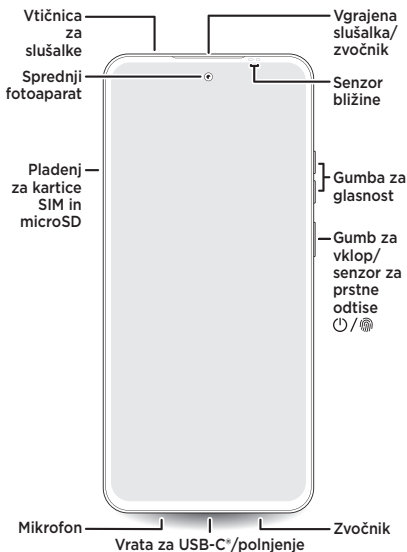 Vtičnica
za
slušalke
Sprednji
fotoaparat
Pladenj
za kartice
SIM in
microSD
Vgrajena
slušalka/
zvočnik
Senzor
bližine
Gumba za
glasnost
Gumb za
vklop/
senzor za
prstne
odtise
/
Mikrofon
Vrata za USB-C®/polnjenje
Zvočnik